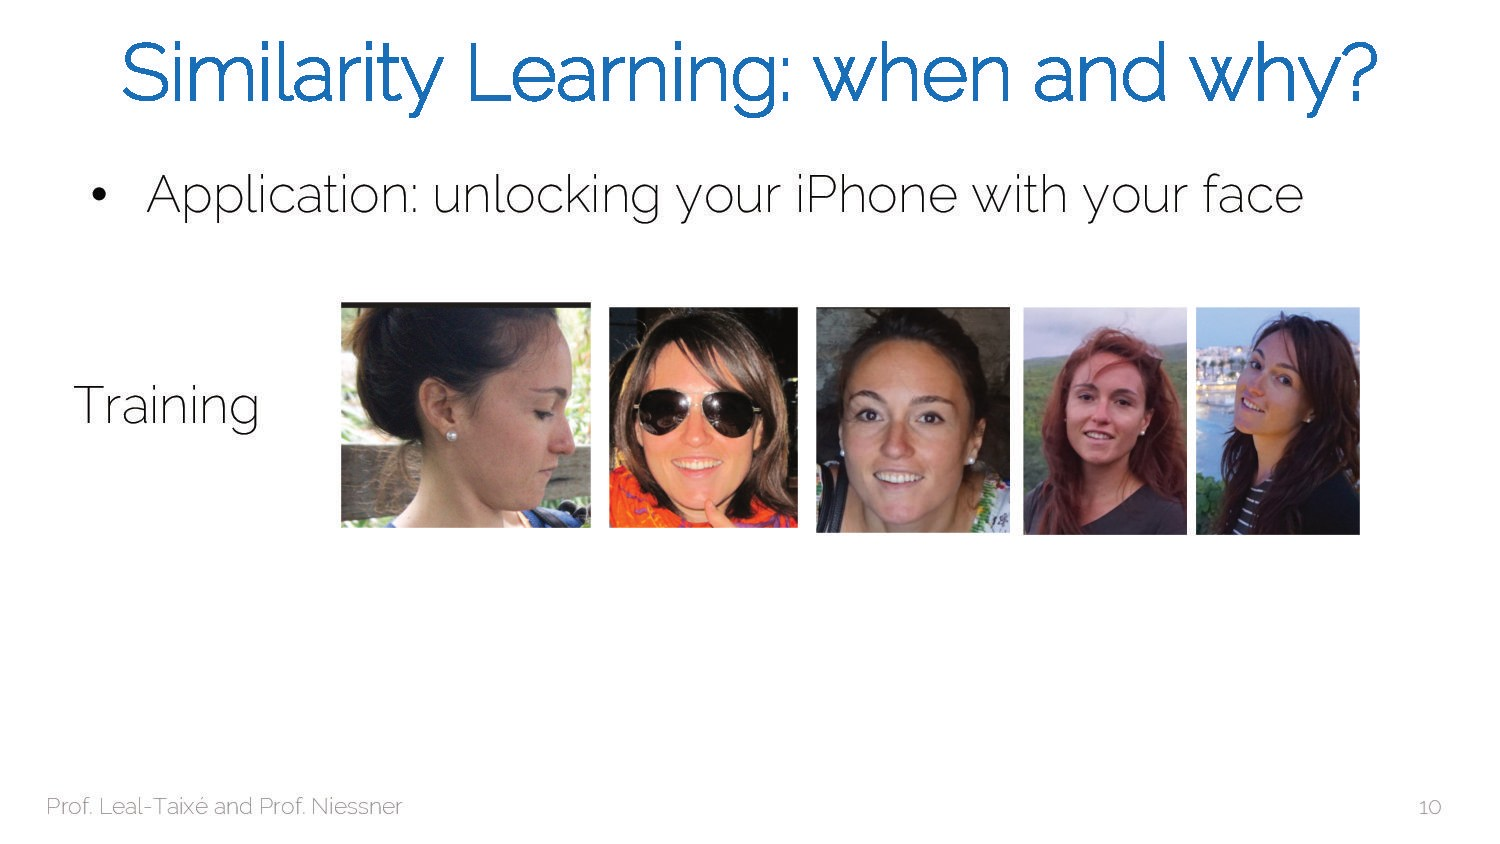 Similarity Learning: when and why?
• Application: unlocking your iPhone with your face
Training
Prof. Leal-Taixé and Prof. Niessner
10